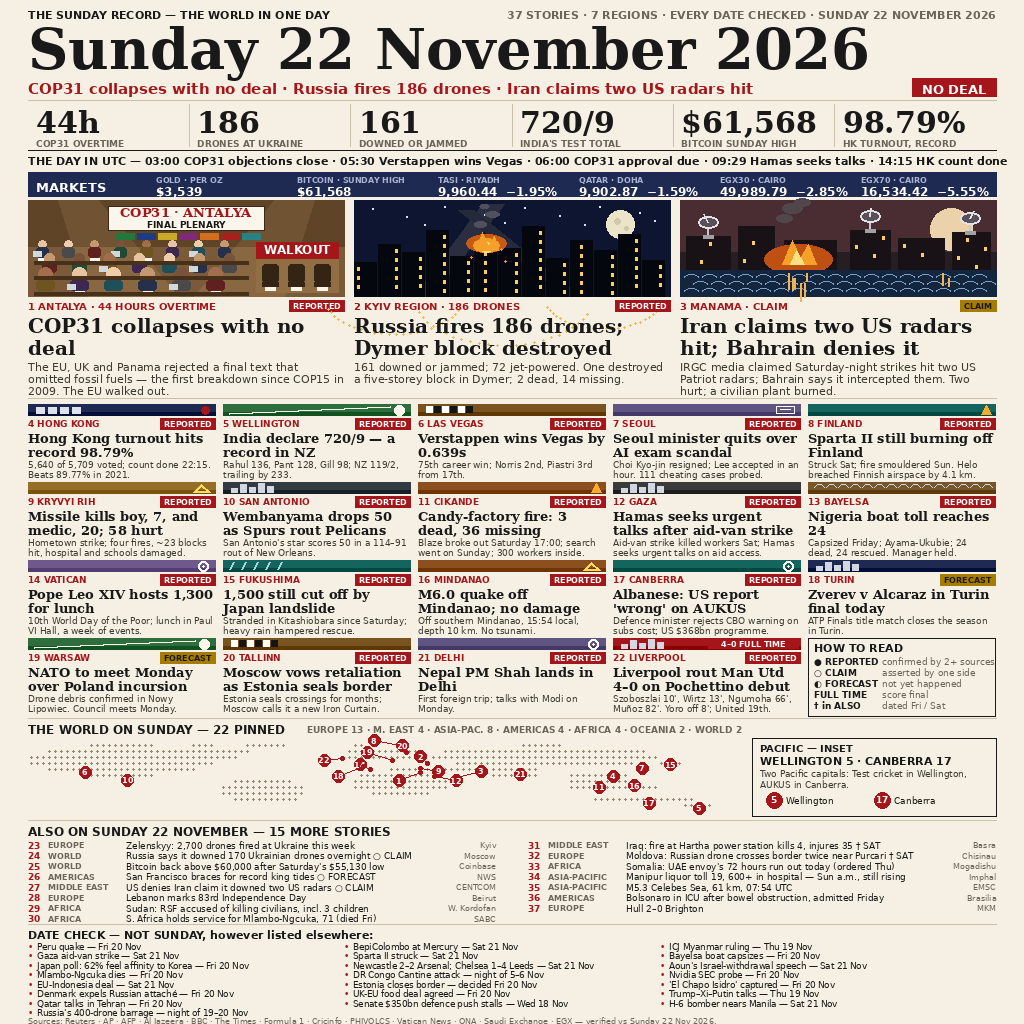 THE SUNDAY RECORD — THE WORLD IN ONE DAY
37 STORIES · 7 REGIONS · EVERY DATE CHECKED · SUNDAY 22 NOVEMBER 2026
Sunday 22 November 2026
COP31 collapses with no deal · Russia fires 186 drones · Iran claims two US radars hit
NO DEAL
44h
COP31 OVERTIME
186
DRONES AT UKRAINE
161
DOWNED OR JAMMED
720/9
INDIA'S TEST TOTAL
$61,568
BITCOIN SUNDAY HIGH
98.79%
HK TURNOUT, RECORD
THE DAY IN UTC — 03:00 COP31 objections close · 05:30 Verstappen wins Vegas · 06:00 COP31 approval due · 09:29 Hamas seeks talks · 14:15 HK count done
MARKETS
GOLD · PER OZ
$3,539
BITCOIN · SUNDAY HIGH
$61,568
TASI · RIYADH
9,960.44 −1.95%
QATAR · DOHA
9,902.87 −1.59%
EGX30 · CAIRO
49,989.79 −2.85%
EGX70 · CAIRO
16,534.42 −5.55%
COP31 · ANTALYA
FINAL PLENARY
WALKOUT
1 ANTALYA · 44 HOURS OVERTIME
REPORTED
COP31 collapses with no
deal
The EU, UK and Panama rejected a final text that
omitted fossil fuels — the first breakdown since COP15 in
2009. The EU walked out.
2 KYIV REGION · 186 DRONES
REPORTED
Russia fires 186 drones;
Dymer block destroyed
161 downed or jammed; 72 jet-powered. One destroyed
a five-storey block in Dymer; 2 dead, 14 missing.
3 MANAMA · CLAIM
CLAIM
Iran claims two US radars
hit; Bahrain denies it
IRGC media claimed Saturday-night strikes hit two US
Patriot radars; Bahrain says it intercepted them. Two
hurt; a civilian plant burned.
4 HONG KONG
REPORTED
Hong Kong turnout hits
record 98.79%
5,640 of 5,709 voted; count done 22:15.
Beats 89.77% in 2021.
5 WELLINGTON
REPORTED
India declare 720/9 — a
record in NZ
Rahul 136, Pant 128, Gill 98; NZ 119/2,
trailing by 233.
6 LAS VEGAS
REPORTED
Verstappen wins Vegas by
0.639s
75th career win; Norris 2nd, Piastri 3rd
from 17th.
7 SEOUL
REPORTED
Seoul minister quits over
AI exam scandal
Choi Kyo-jin resigned; Lee accepted in an
hour. 111 cheating cases probed.
8 FINLAND
REPORTED
Sparta II still burning off
Finland
Struck Sat; fire smouldered Sun. Helo
breached Finnish airspace by 4.1 km.
9 KRYVYI RIH
REPORTED
Missile kills boy, 7, and
medic, 20; 58 hurt
Hometown strike; four fires, ~23 blocks
hit, hospital and schools damaged.
10 SAN ANTONIO
REPORTED
Wembanyama drops 50
as Spurs rout Pelicans
San Antonio's star scores 50 in a 114–91
rout of New Orleans.
11 CIKANDE
REPORTED
Candy-factory fire: 3
dead, 36 missing
Blaze broke out Saturday 17:00; search
went on Sunday; 300 workers inside.
12 GAZA
REPORTED
Hamas seeks urgent
talks after aid-van strike
Aid-van strike killed workers Sat; Hamas
seeks urgent talks on aid access.
13 BAYELSA
REPORTED
Nigeria boat toll reaches
24
Capsized Friday; Ayama-Ukubie; 24
dead, 24 rescued. Manager held.
14 VATICAN
REPORTED
Pope Leo XIV hosts 1,300
for lunch
10th World Day of the Poor; lunch in Paul
VI Hall, a week of events.
15 FUKUSHIMA
REPORTED
1,500 still cut off by
Japan landslide
Stranded in Kitashiobara since Saturday;
heavy rain hampered rescue.
16 MINDANAO
REPORTED
M6.0 quake off
Mindanao; no damage
Off southern Mindanao, 15:54 local,
depth 10 km. No tsunami.
17 CANBERRA
REPORTED
Albanese: US report
'wrong' on AUKUS
Defence minister rejects CBO warning on
subs cost; US $368bn programme.
18 TURIN
FORECAST
Zverev v Alcaraz in Turin
final today
ATP Finals title match closes the season
in Turin.
19 WARSAW
FORECAST
NATO to meet Monday
over Poland incursion
Drone debris confirmed in Nowy
Lipowiec. Council meets Monday.
20 TALLINN
REPORTED
Moscow vows retaliation
as Estonia seals border
Estonia seals crossings for months;
Moscow calls it a new Iron Curtain.
21 DELHI
REPORTED
Nepal PM Shah lands in
Delhi
First foreign trip; talks with Modi on
Monday.
4–0 FULL TIME
22 LIVERPOOL
REPORTED
Liverpool rout Man Utd
4–0 on Pochettino debut
Szoboszlai 10', Wirtz 13', Ngumoha 66',
Muñoz 82'. Yoro off 8'; United 19th.
HOW TO READ
● REPORTED confirmed by 2+ sources
○ CLAIM asserted by one side
◐ FORECAST not yet happened
FULL TIME score final
† in ALSO dated Fri / Sat
THE WORLD ON SUNDAY — 22 PINNED
EUROPE 13 · M. EAST 4 · ASIA-PAC. 8 · AMERICAS 4 · AFRICA 4 · OCEANIA 2 · WORLD 2
6
10
22
18
8
19
20
2
1
9
12
3
21
11
4
7
16
15
17
5
PACIFIC — INSET
WELLINGTON 5 · CANBERRA 17
Two Pacific capitals: Test cricket in Wellington,
AUKUS in Canberra.
5 Wellington
17 Canberra
ALSO ON SUNDAY 22 NOVEMBER — 15 MORE STORIES
23 EUROPE Zelenskyy: 2,700 drones fired at Ukraine this week Kyiv
24 WORLD Russia says it downed 170 Ukrainian drones overnight ○ CLAIM Moscow
25 WORLD Bitcoin back above $60,000 after Saturday's $55,130 low Coinbase
26 AMERICAS San Francisco braces for record king tides ○ FORECAST NWS
27 MIDDLE EAST US denies Iran claim it downed two US radars ○ CLAIM CENTCOM
28 MIDDLE EAST Lebanon marks 83rd Independence Day Beirut
29 AFRICA Sudan: RSF accused of killing civilians, incl. 3 children W. Kordofan
30 AFRICA S. Africa holds service for Mlambo-Ngcuka, 71 (died Fri) SABC
31 MIDDLE EAST Iraq: fire at Hartha power station kills 4, injures 35 † SAT Basra
32 EUROPE Moldova: Russian drone crosses border twice near Purcari † SAT Chisinau
33 AFRICA Somalia: UAE envoy's 72 hours run out today (ordered Thu) Mogadishu
34 ASIA-PACIFIC Manipur liquor toll 19, 600+ in hospital — Sun a.m., still rising Imphal
35 ASIA-PACIFIC M5.3 Celebes Sea, 61 km, 07:54 UTC EMSC
36 AMERICAS Bolsonaro in ICU after bowel obstruction, admitted Friday Brasilia
37 EUROPE Hull 2–0 Brighton MKM
DATE CHECK — NOT SUNDAY, however listed elsewhere:
• Peru quake — Fri 20 Nov
• Gaza aid-van strike — Sat 21 Nov
• Japan poll: 62% feel affinity to Korea — Fri 20 Nov
• Mlambo-Ngcuka dies — Fri 20 Nov
• EU-Indonesia deal — Sat 21 Nov
• Denmark expels Russian attaché — Fri 20 Nov
• Qatar talks in Tehran — Fri 20 Nov
• Russia's 400-drone barrage — night of 19–20 Nov
• BepiColombo at Mercury — Sat 21 Nov
• Sparta II struck — Sat 21 Nov
• Newcastle 2–2 Arsenal; Chelsea 1–4 Leeds — Sat 21 Nov
• DR Congo Cantine attack — night of 5–6 Nov
• Estonia closes border — decided Fri 20 Nov
• UK-EU food deal agreed — Fri 20 Nov
• Senate $350bn defence push stalls — Wed 18 Nov
• ICJ Myanmar ruling — Thu 19 Nov
• Bayelsa boat capsizes — Fri 20 Nov
• Aoun's Israel-withdrawal speech — Sat 21 Nov
• Nvidia SEC probe — Fri 20 Nov
• 'El Chapo Isidro' captured — Fri 20 Nov
• Trump–Xi-Putin talks — Thu 19 Nov
• H-6 bomber nears Manila — Sat 21 Nov
Sources: Reuters · AP · AFP · Al Jazeera · BBC · The Times · Formula 1 · Cricinfo · PHIVOLCS · Vatican News · ONA · Saudi Exchange · EGX — verified vs Sunday 22 Nov 2026.